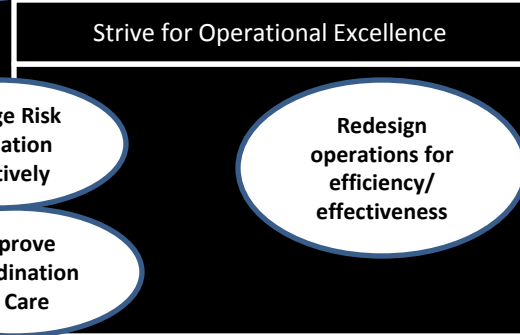 Strive for Operational Excellence
ge Risk
ation
tively
Redesign
operations for
efficiency/
effectiveness
prove
dination
Care